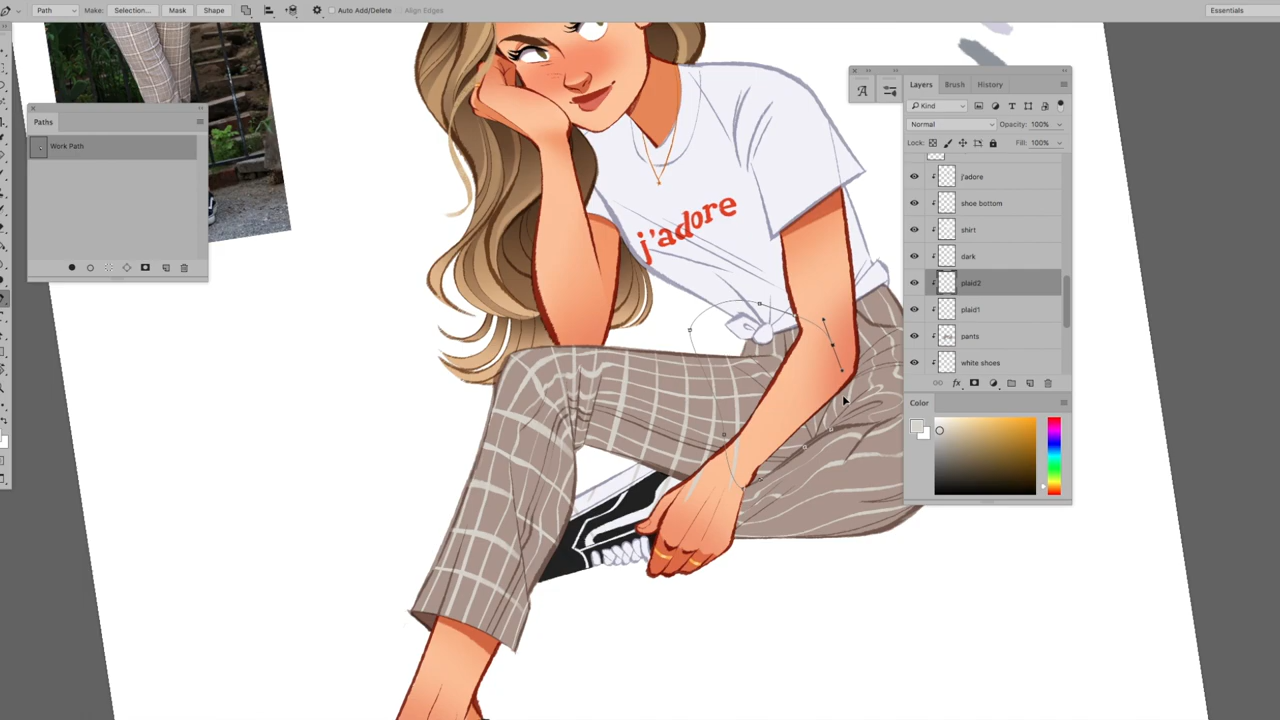 Path Make: Selection... Mask Shape Auto Add/Delete Align Edges Essentials
Paths
Work Path
j'adore
A
Layers Brush History
Kind T
Normal Opacity: 100%
Lock: Fill: 100%
j'adore
shoe bottom
shirt
dark
plaid2
plaid1
pants
white shoes
fx
Color